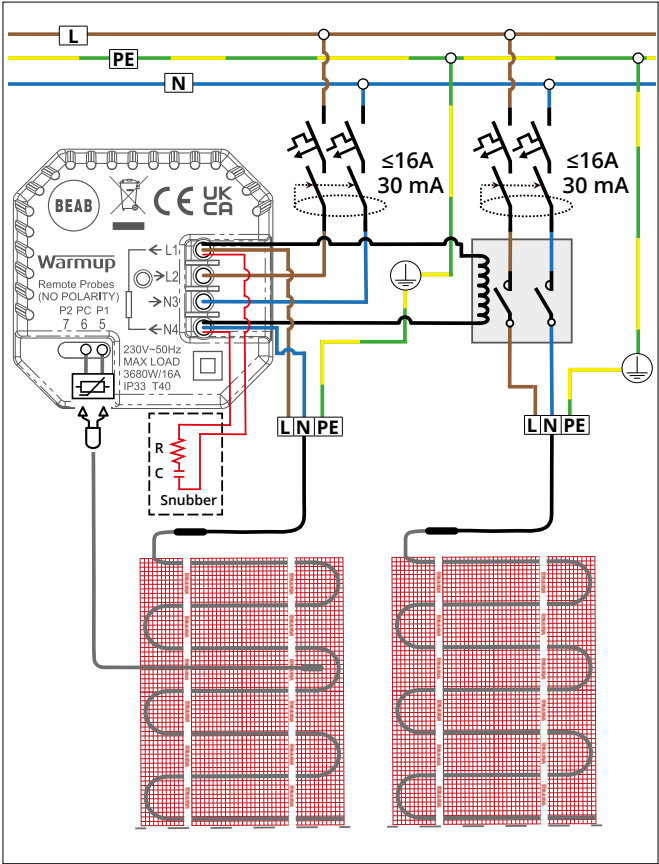 L
PE
N
≤16A
30 mA
≤16A
30 mA
BEAB
CE UK
CA
Warmup
Remote Probes
(NO POLARITY)
P2 PC P1
7 6 5
L1
L2
N3
N4
230V~50Hz
MAX LOAD
3680W/16A
IP33 T40
L N PE
L N PE
R
C
Snubber